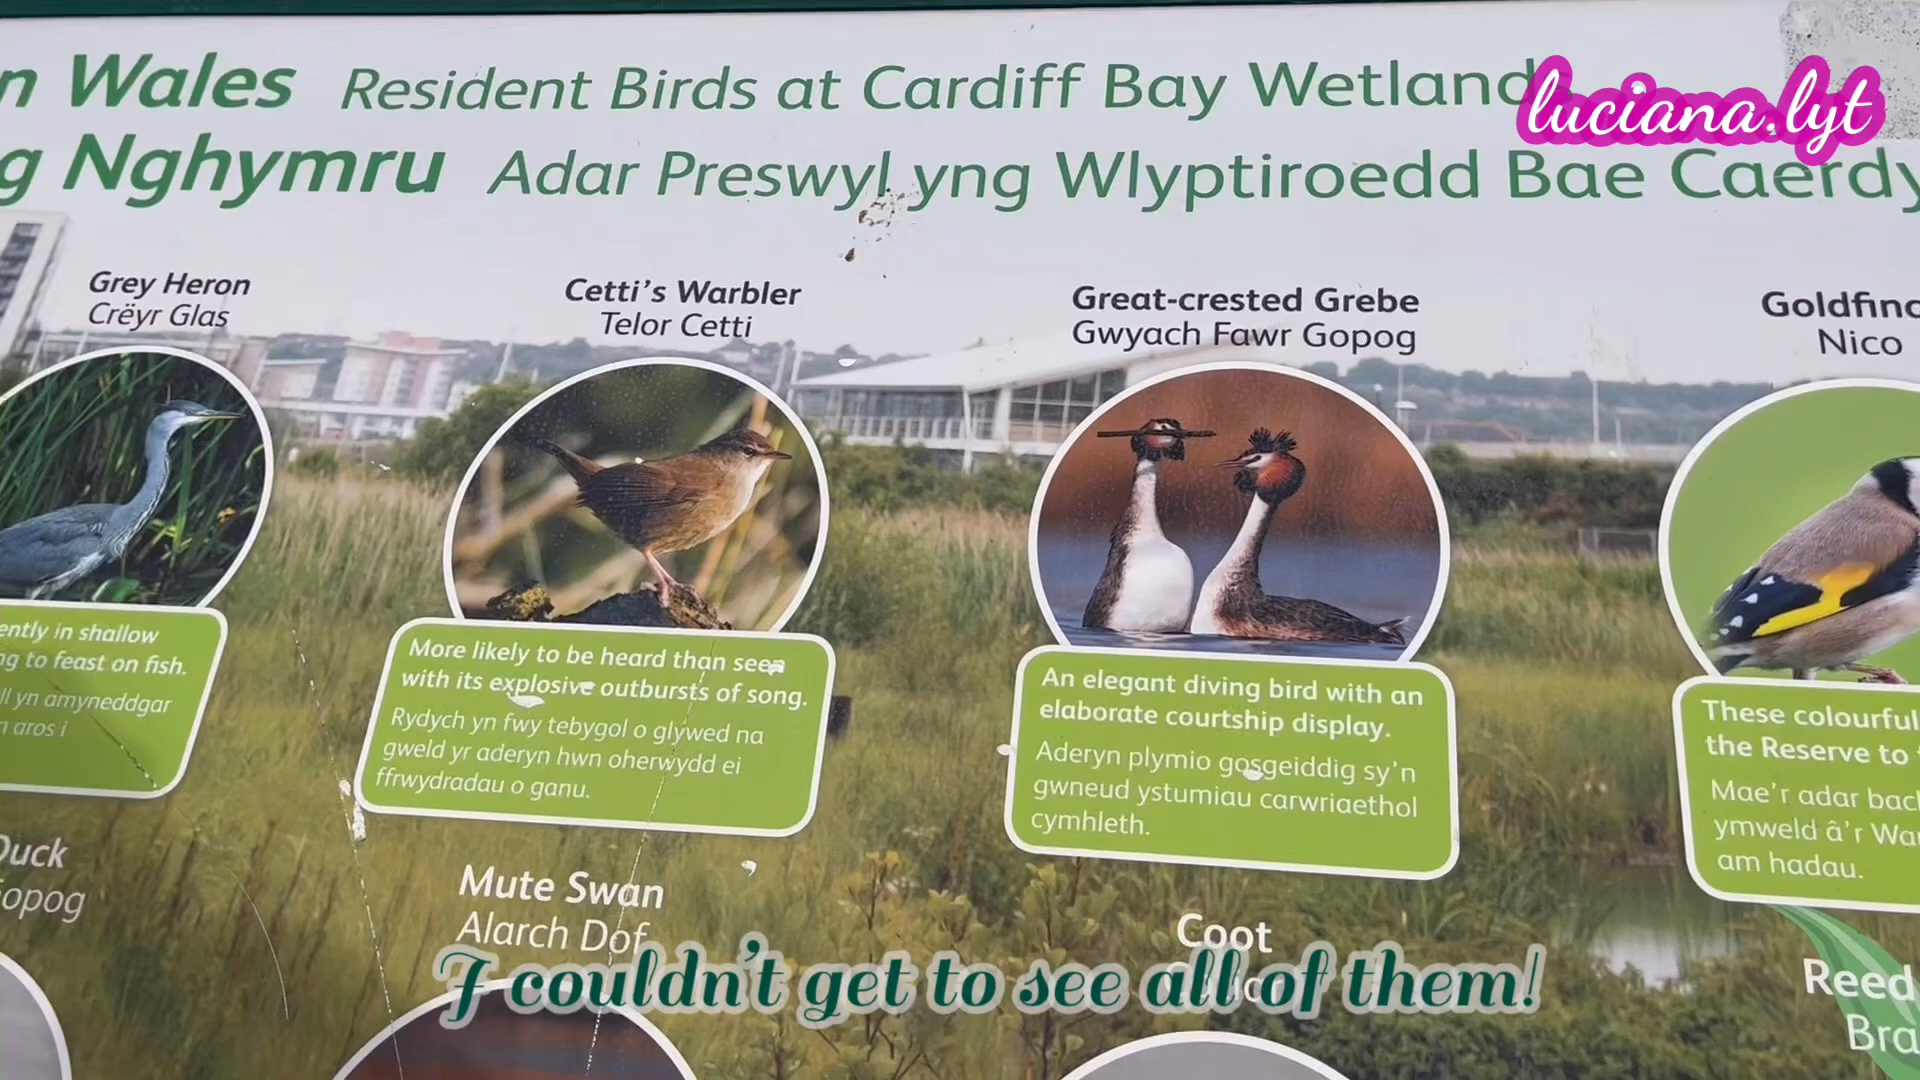 n Wales Resident Birds at Cardiff Bay Wetland
luciana.lyt
g Nghymru Adar Preswyl yng Wlyptiroedd Bae Caerdy
Grey Heron
Crëyr Glas
Cetti's Warbler
Telor Cetti
Great-crested Grebe
Gwyach Fawr Gopog
Goldfinc
Nico
ently in shallow
ng to feast on fish.
ll yn amyneddgar
n aros i
More likely to be heard than seen
with its explosive outbursts of song.
Rydych yn fwy tebygol o glywed na
gweld yr aderyn hwn oherwydd ei
ffrwydradau o ganu.
An elegant diving bird with an
elaborate courtship display.
Aderyn plymio gosgeiddig sy'n
gwneud ystumiau carwriaethol
cymhleth.
These colourful
the Reserve to
Mae'r adar bac
ymweld â'r Wa
am hadau.
Duck
Gopog
Mute Swan
Alarch Dof
Coot
Reed
Bra
I couldn't get to see all of them!